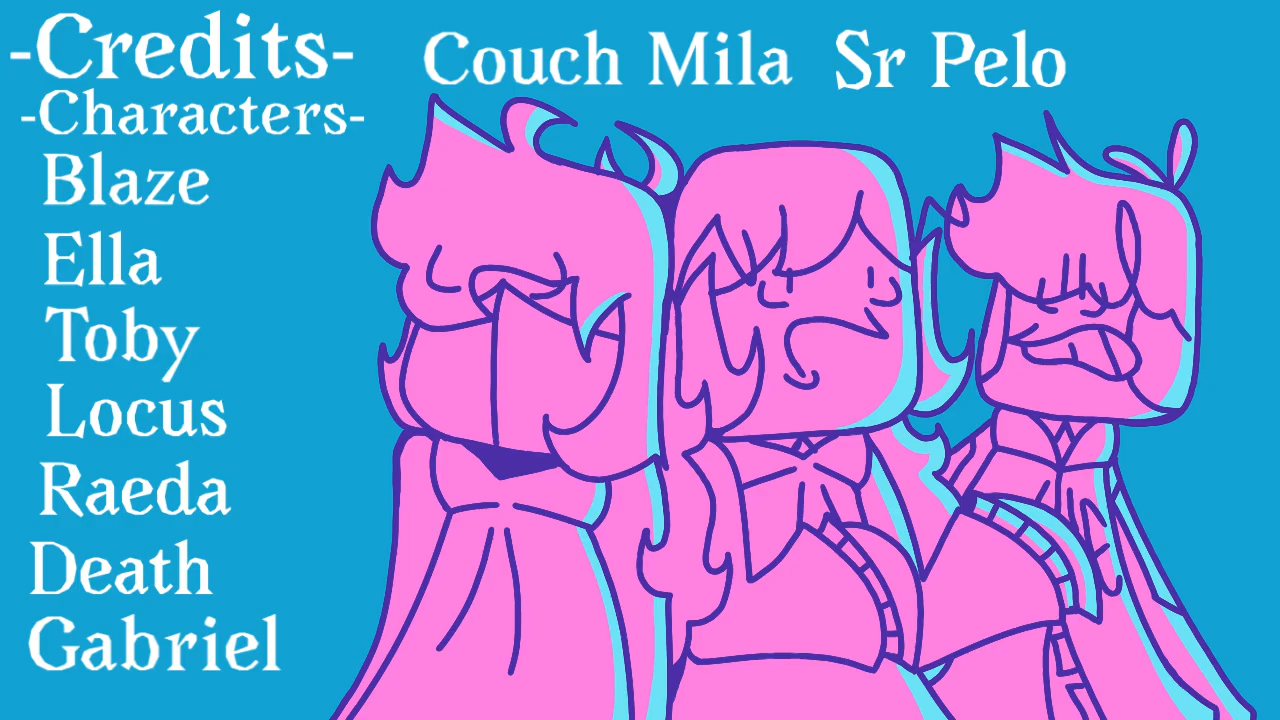 -Credits-
-Characters-
Blaze
Ella
Toby
Locus
Raeda
Death
Gabriel
Couch Mila Sr Pelo